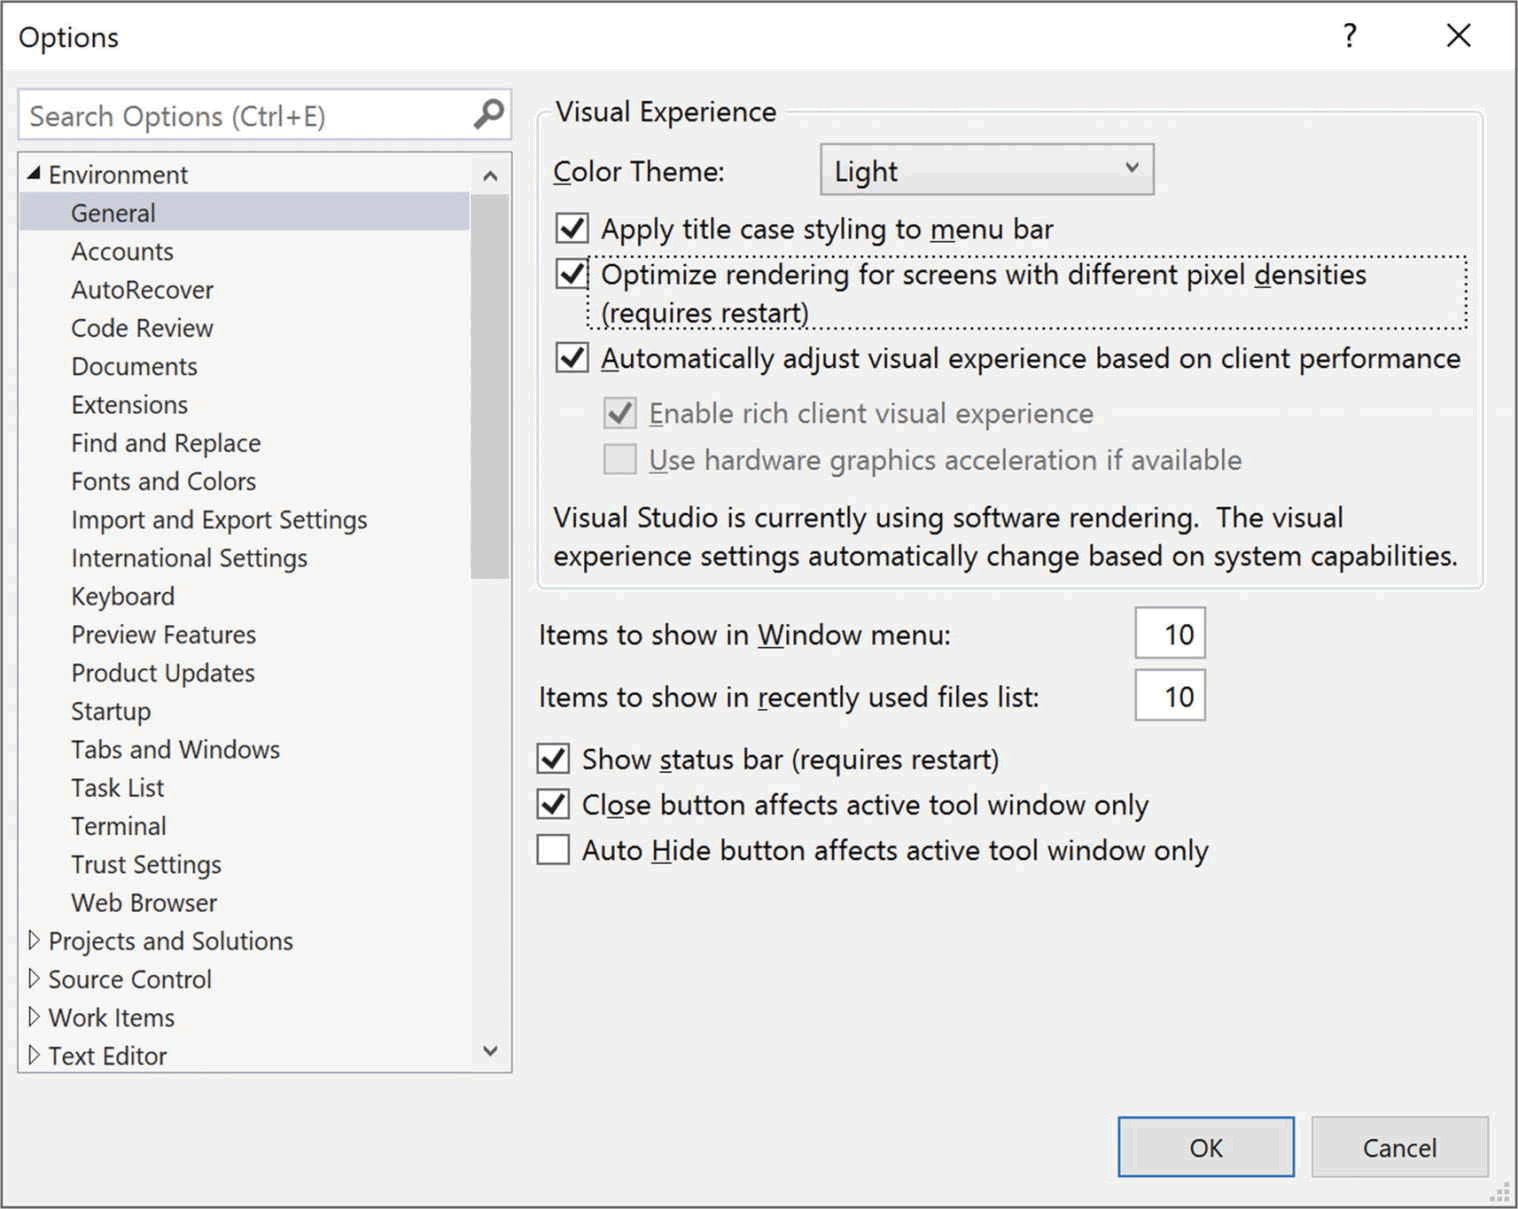 Options
?
Search Options (Ctrl+E)
Environment
General
Accounts
AutoRecover
Code Review
Documents
Extensions
Find and Replace
Fonts and Colors
Import and Export Settings
International Settings
Keyboard
Preview Features
Product Updates
Startup
Tabs and Windows
Task List
Terminal
Trust Settings
Web Browser
Projects and Solutions
Source Control
Work Items
Text Editor
Visual Experience
Color Theme: Light
Apply title case styling to menu bar
Optimize rendering for screens with different pixel densities
(requires restart)
Automatically adjust visual experience based on client performance
Enable rich client visual experience
Use hardware graphics acceleration if available
Visual Studio is currently using software rendering. The visual
experience settings automatically change based on system capabilities.
Items to show in Window menu: 10
Items to show in recently used files list: 10
Show status bar (requires restart)
Close button affects active tool window only
Auto Hide button affects active tool window only
OK
Cancel